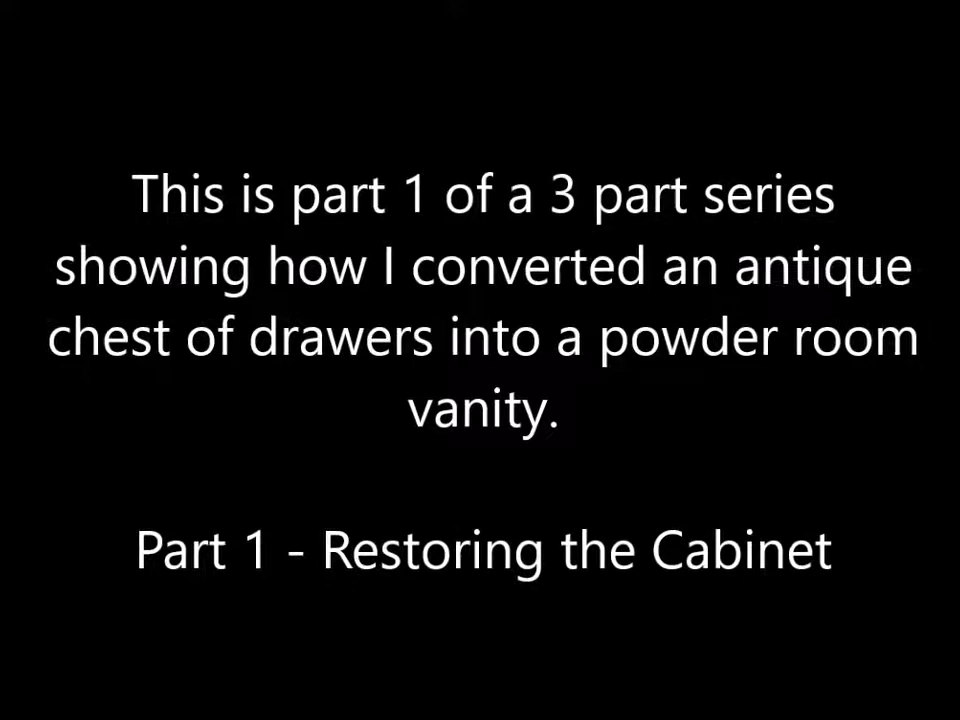 This is part 1 of a 3 part series
showing how I converted an antique
chest of drawers into a powder room
vanity.
Part 1 - Restoring the Cabinet